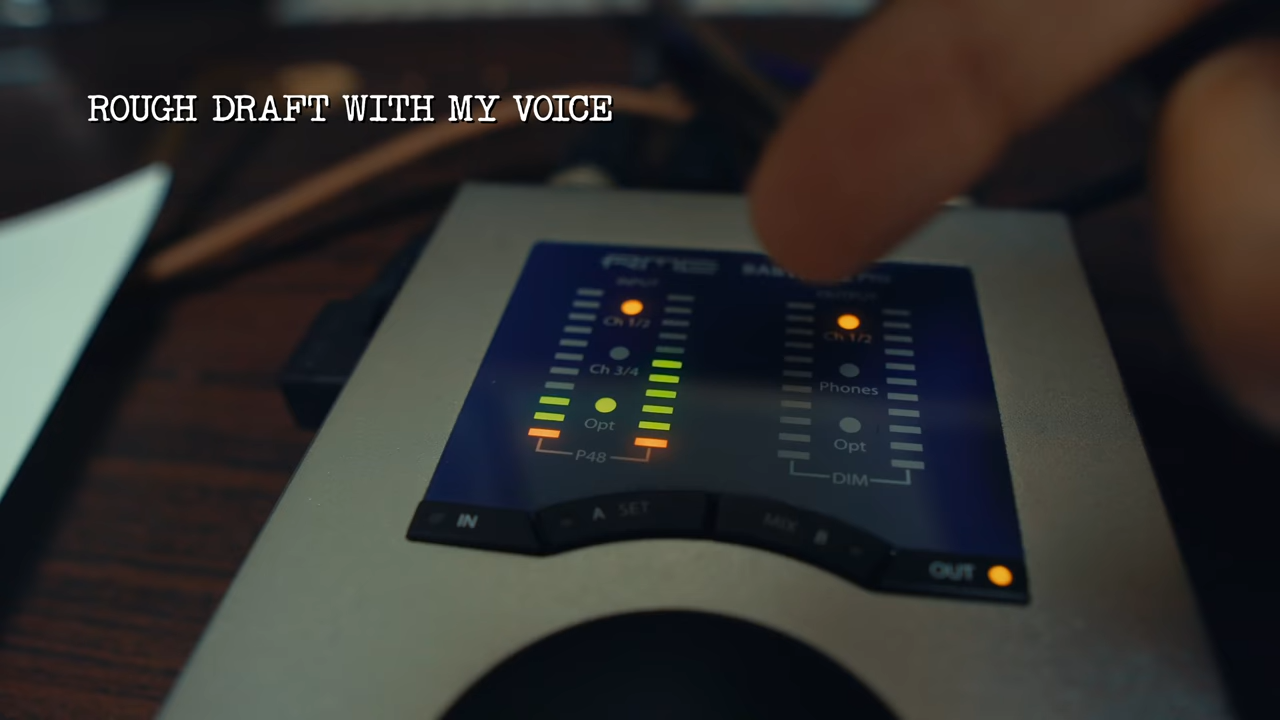 ROUGH DRAFT WITH MY VOICE
RME
INPUT
OUTPUT
Ch 1/2
Ch 1/2
Ch 3/4
Phones
Opt
Opt
P48
DIM
IN
A SET
MIX B
OUT